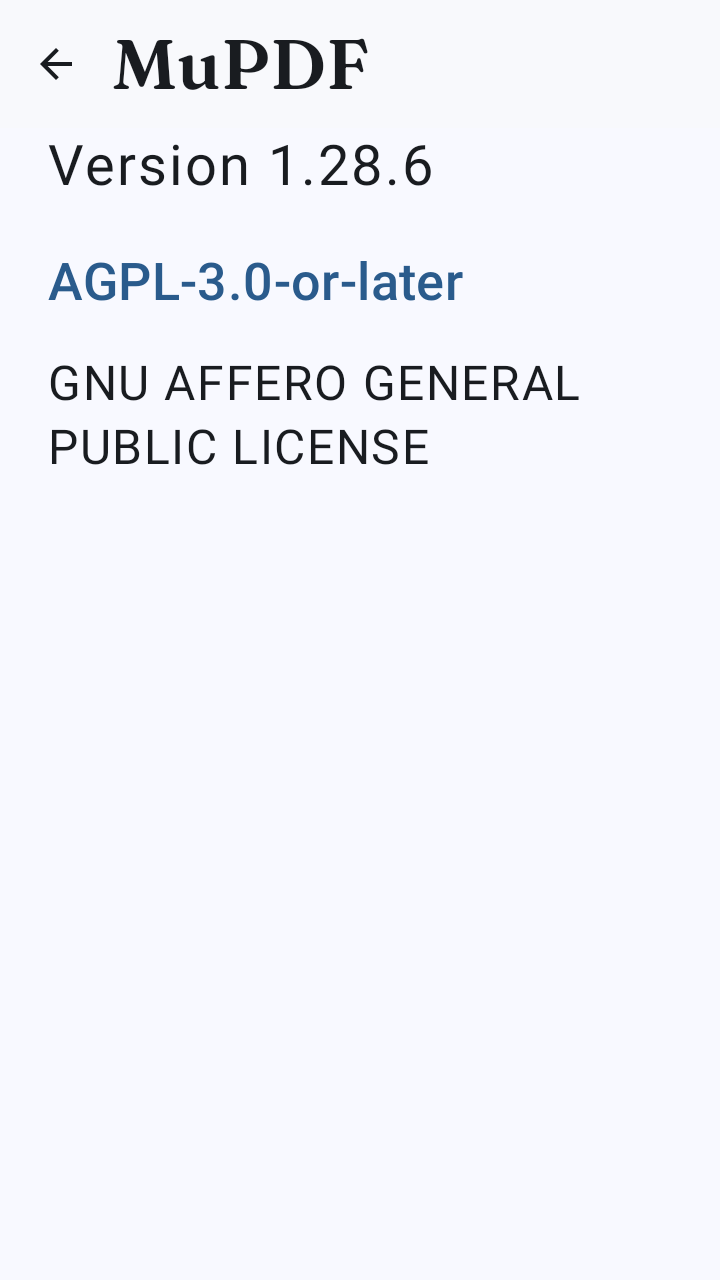 MuPDF
Version 1.28.6
AGPL-3.0-or-later
GNU AFFERO GENERAL
PUBLIC LICENSE